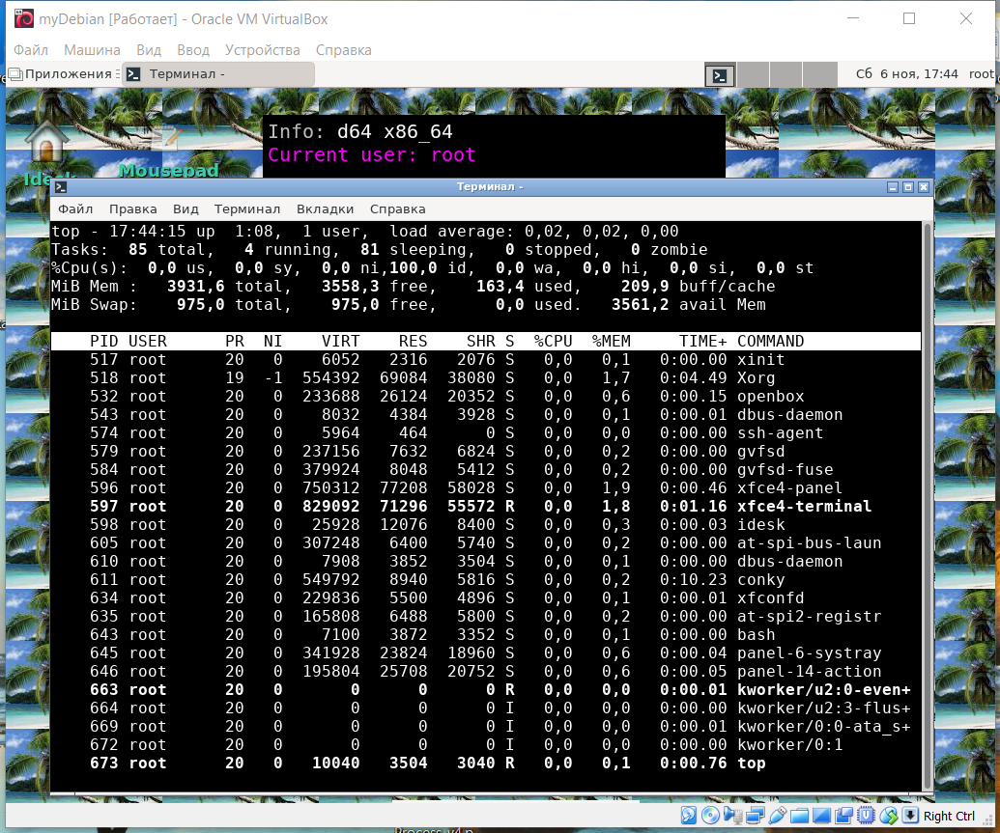 myDebian [Работает] - Oracle VM VirtualBox
Файл Машина Вид Ввод Устройства Справка
Приложения Терминал - Сб 6 ноя, 17:44 root
Info: d64 x86_64
Current user: root
Mousepad
Терминал -
Файл Правка Вид Терминал Вкладки Справка
top - 17:44:15 up 1:08, 1 user, load average: 0,02, 0,02, 0,00
Tasks: 85 total, 4 running, 81 sleeping, 0 stopped, 0 zombie
%Cpu(s): 0,0 us, 0,0 sy, 0,0 ni,100,0 id, 0,0 wa, 0,0 hi, 0,0 si, 0,0 st
MiB Mem : 3931,6 total, 3558,3 free, 163,4 used, 209,9 buff/cache
MiB Swap: 975,0 total, 975,0 free, 0,0 used. 3561,2 avail Mem
PID USER PR NI VIRT RES SHR S %CPU %MEM TIME+ COMMAND
517 root 20 0 6052 2316 2076 S 0,0 0,1 0:00.00 xinit
518 root 19 -1 554392 69084 38080 S 0,0 1,7 0:04.49 Xorg
532 root 20 0 233688 26124 20352 S 0,0 0,6 0:00.15 openbox
543 root 20 0 8032 4384 3928 S 0,0 0,1 0:00.01 dbus-daemon
574 root 20 0 5964 464 0 S 0,0 0,0 0:00.00 ssh-agent
579 root 20 0 237156 7632 6824 S 0,0 0,2 0:00.00 gvfsd
584 root 20 0 379924 8048 5412 S 0,0 0,2 0:00.00 gvfsd-fuse
596 root 20 0 750312 77208 58028 S 0,0 1,9 0:00.46 xfce4-panel
597 root 20 0 829092 71296 55572 R 0,0 1,8 0:01.16 xfce4-terminal
598 root 20 0 25928 12076 8400 S 0,0 0,3 0:00.03 idesk
605 root 20 0 307248 6400 5740 S 0,0 0,2 0:00.00 at-spi-bus-laun
610 root 20 0 7908 3852 3504 S 0,0 0,1 0:00.00 dbus-daemon
611 root 20 0 549792 8940 5816 S 0,0 0,2 0:10.23 conky
634 root 20 0 229836 5500 4896 S 0,0 0,1 0:00.01 xfconfd
635 root 20 0 165808 6488 5800 S 0,0 0,2 0:00.00 at-spi2-registr
643 root 20 0 7100 3872 3352 S 0,0 0,1 0:00.00 bash
645 root 20 0 341928 23824 18960 S 0,0 0,6 0:00.04 panel-6-systray
646 root 20 0 195804 25708 20752 S 0,0 0,6 0:00.05 panel-14-action
663 root 20 0 0 0 0 R 0,0 0,0 0:00.01 kworker/u2:0-even+
664 root 20 0 0 0 0 I 0,0 0,0 0:00.00 kworker/u2:3-flus+
669 root 20 0 0 0 0 I 0,0 0,0 0:00.01 kworker/0:0-ata_s+
672 root 20 0 0 0 0 I 0,0 0,0 0:00.00 kworker/0:1
673 root 20 0 10040 3504 3040 R 0,0 0,1 0:00.76 top
Right Ctrl